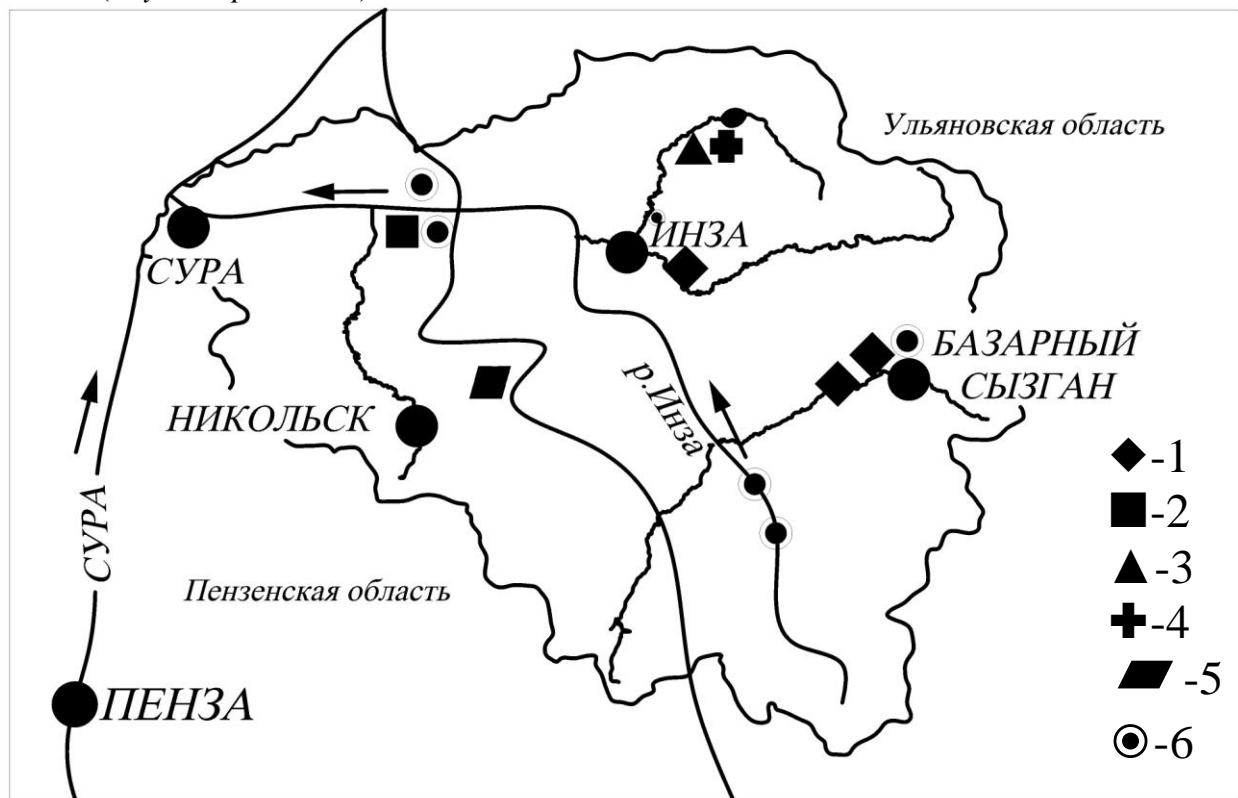 Ульяновская область
ИНЗА
СУРА
БАЗАРНЫЙ
СЫЗГАН
р.Инза
НИКОЛЬСК
СУРА
Пензенская область
ПЕНЗА
-1
-2
-3
-4
-5
-6